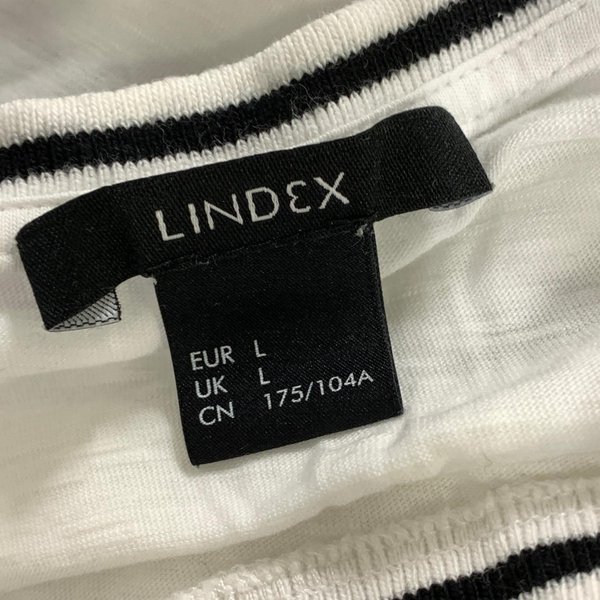 LINDEX
EUR L
UK L
CN 175/104A